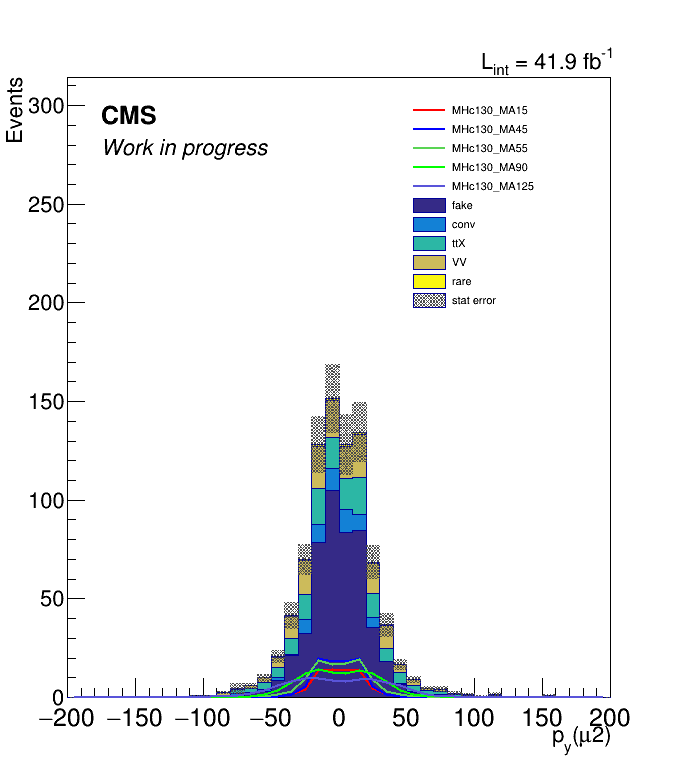 L_int = 41.9 fb^-1
Events
CMS
Work in progress
MHc130_MA15
MHc130_MA45
MHc130_MA55
MHc130_MA90
MHc130_MA125
fake
conv
ttX
VV
rare
stat error
300
250
200
150
100
50
0
−200 −150 −100 −50 0 50 100 150 200
p_y(μ2)